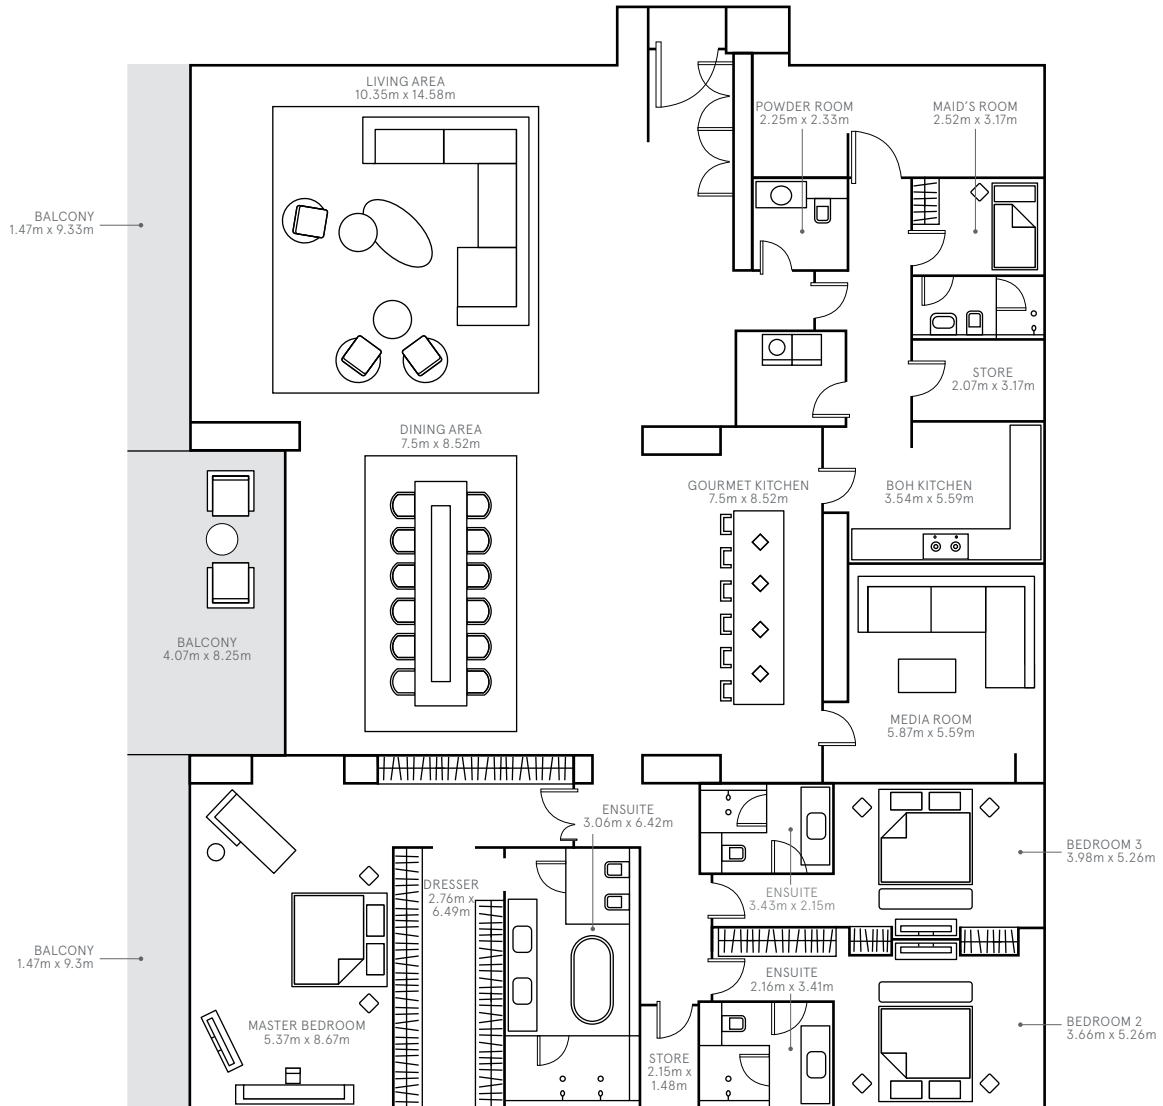 LIVING AREA
10.35m x 14.58m
POWDER ROOM
2.25m x 2.33m
MAID'S ROOM
2.52m x 3.17m
BALCONY
1.47m x 9.33m
STORE
2.07m x 3.17m
DINING AREA
7.5m x 8.52m
GOURMET KITCHEN
7.5m x 8.52m
BOH KITCHEN
3.54m x 5.59m
BALCONY
4.07m x 8.25m
MEDIA ROOM
5.87m x 5.59m
ENSUITE
3.06m x 6.42m
BEDROOM 3
3.98m x 5.26m
DRESSER
2.76m x
6.49m
ENSUITE
3.43m x 2.15m
BALCONY
1.47m x 9.3m
ENSUITE
2.16m x 3.41m
MASTER BEDROOM
5.37m x 8.67m
BEDROOM 2
3.66m x 5.26m
STORE
2.15m x
1.48m